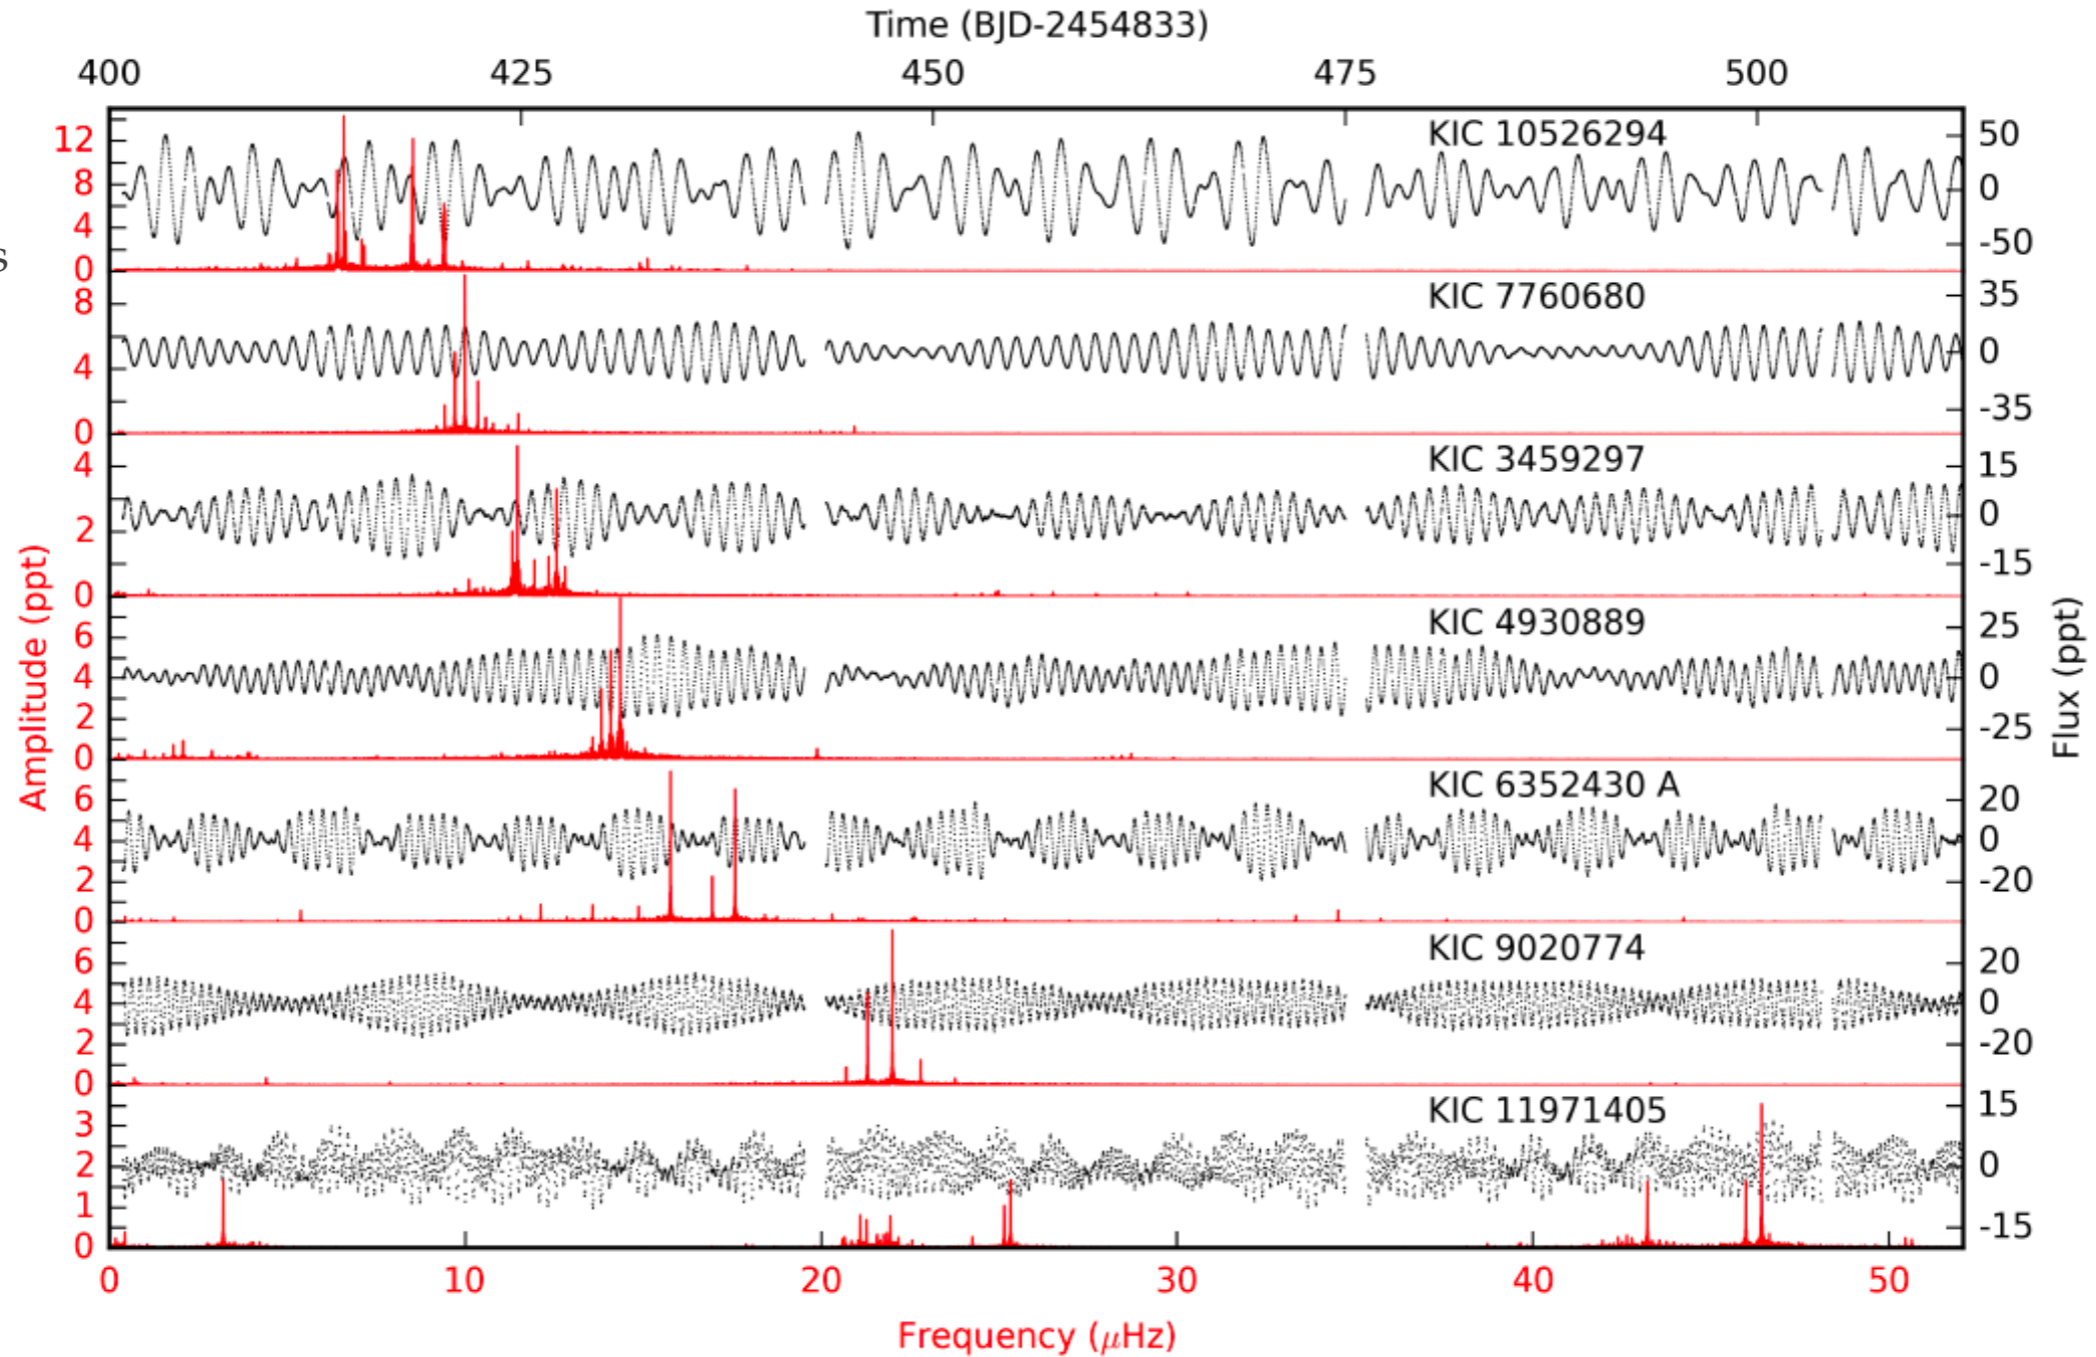 Time (BJD-2454833)
400 425 450 475 500
s
Amplitude (ppt)
Flux (ppt)
12 8 4 0
KIC 10526294
50 0 -50
8 4 0
KIC 7760680
35 0 -35
4 2 0
KIC 3459297
15 0 -15
6 4 2 0
KIC 4930889
25 0 -25
6 4 2 0
KIC 6352430 A
20 0 -20
6 4 2 0
KIC 9020774
20 0 -20
3 2 1 0
KIC 11971405
15 0 -15
0 10 20 30 40 50
Frequency (μHz)